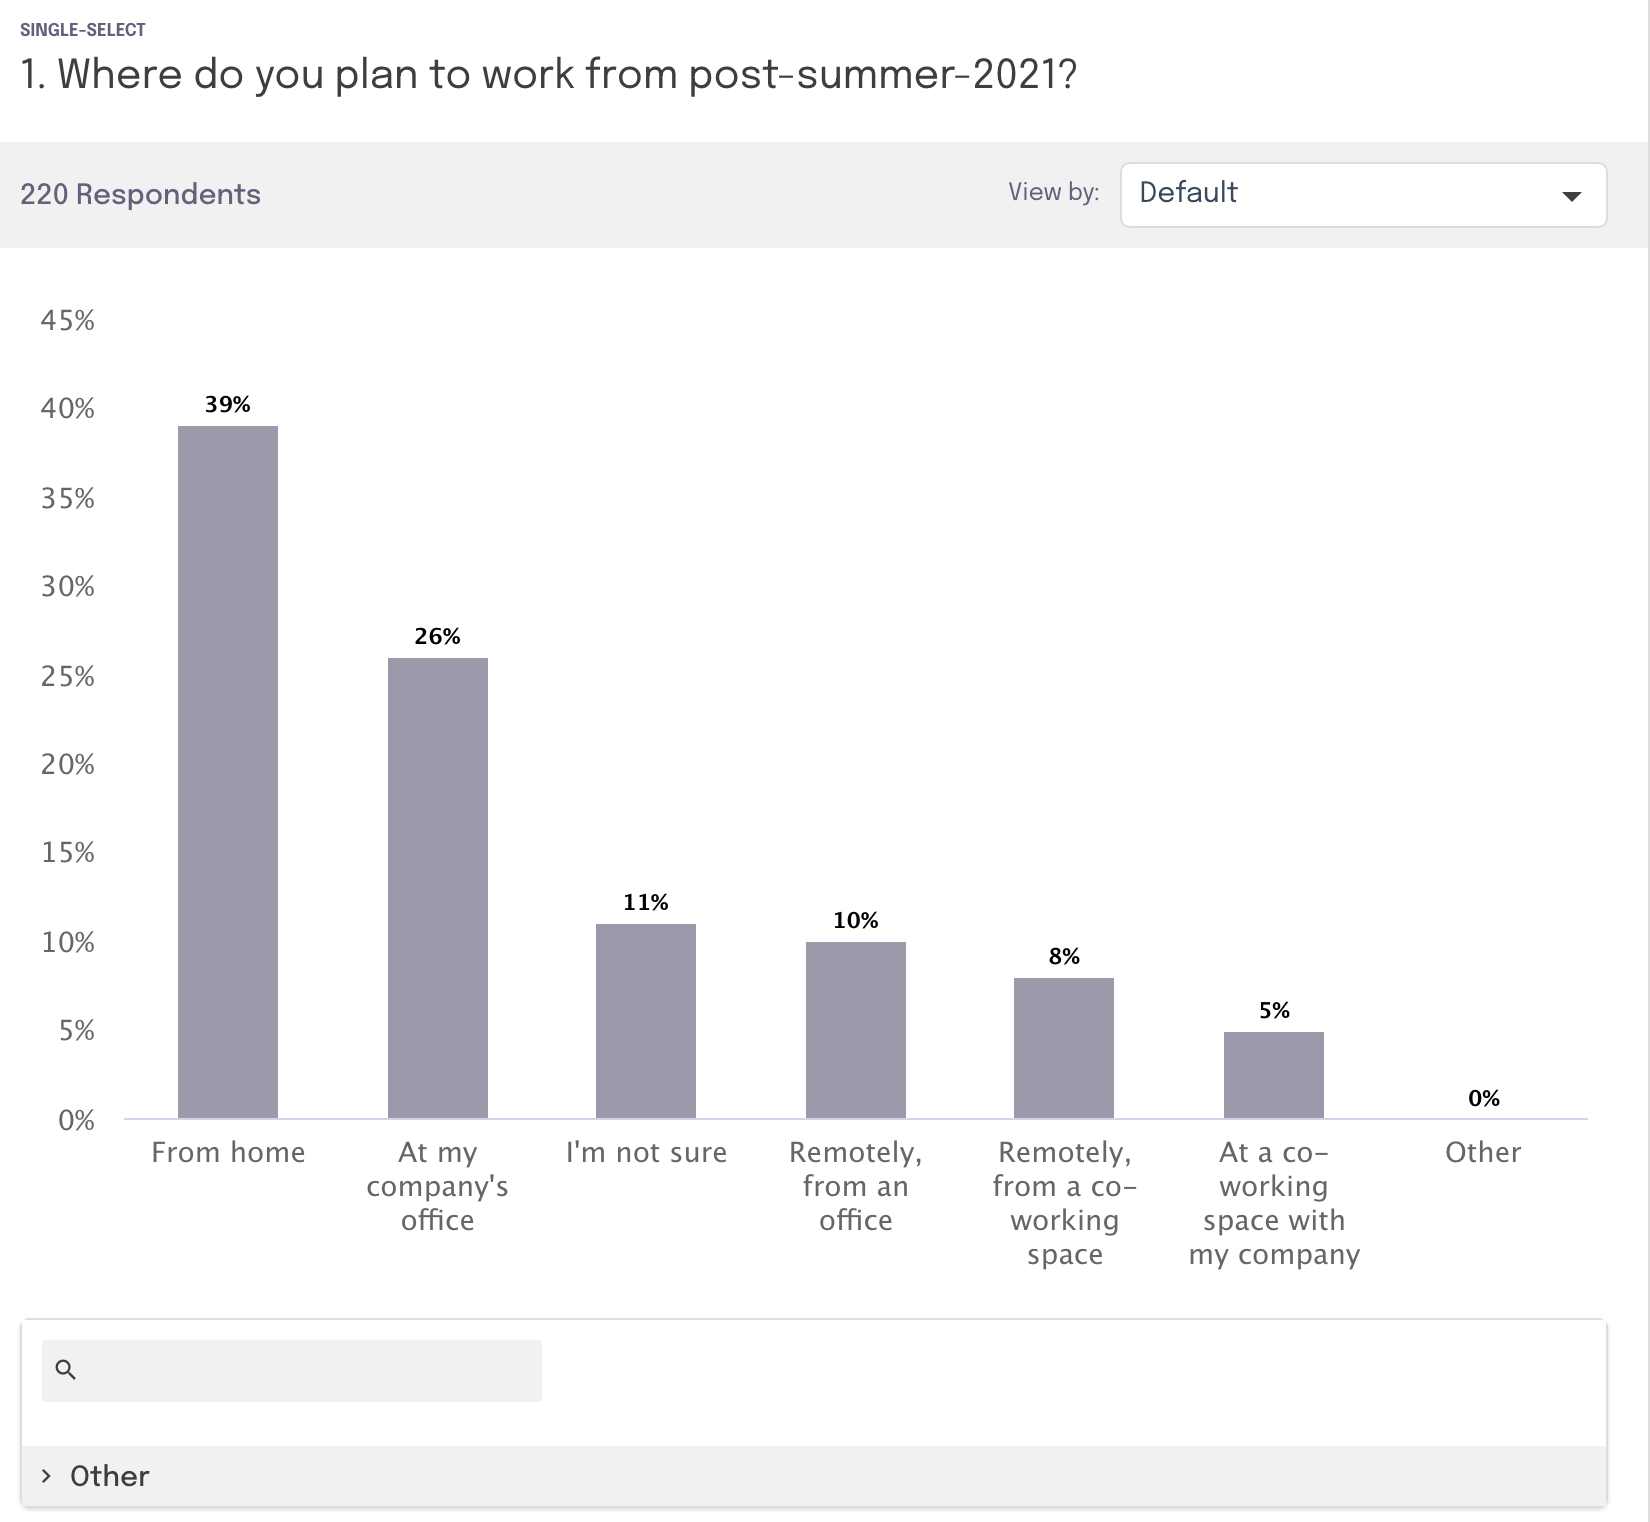 SINGLE-SELECT
1. Where do you plan to work from post-summer-2021?
220 Respondents
View by:
Default
45%
40%
35%
30%
25%
20%
15%
10%
5%
0%
39%
26%
11%
10%
8%
5%
0%
From home
At my
company's
office
I'm not sure
Remotely,
from an
office
Remotely,
from a co-
working
space
At a co-
working
space with
my company
Other
Other